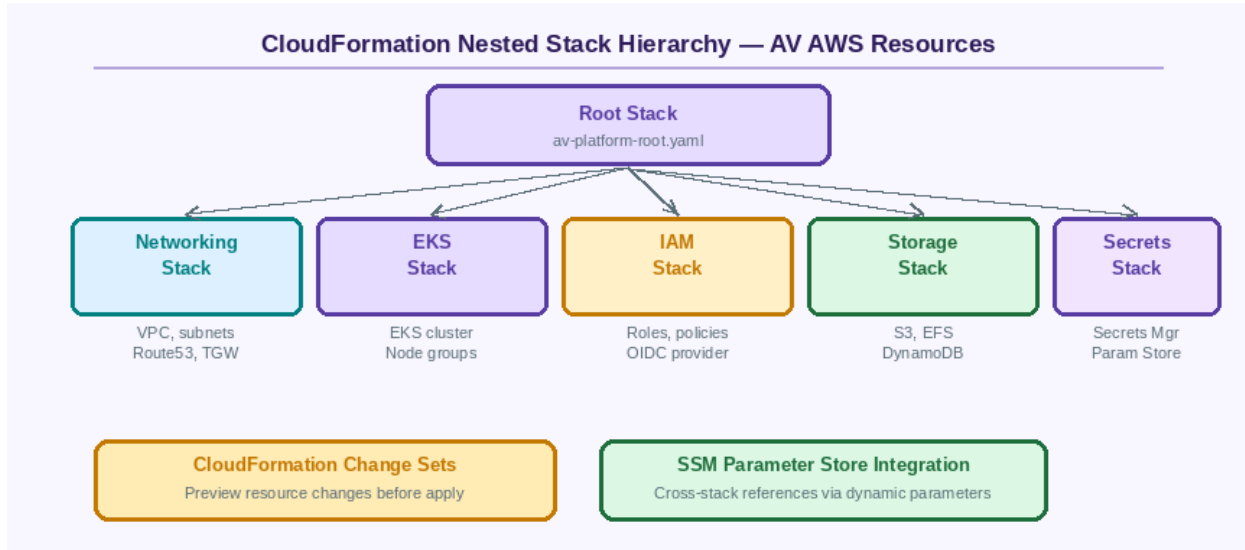 CloudFormation Nested Stack Hierarchy — AV AWS Resources
Root Stack
av-platform-root.yaml
Networking
Stack
VPC, subnets
Route53, TGW
EKS
Stack
EKS cluster
Node groups
IAM
Stack
Roles, policies
OIDC provider
Storage
Stack
S3, EFS
DynamoDB
Secrets
Stack
Secrets Mgr
Param Store
CloudFormation Change Sets
Preview resource changes before apply
SSM Parameter Store Integration
Cross-stack references via dynamic parameters